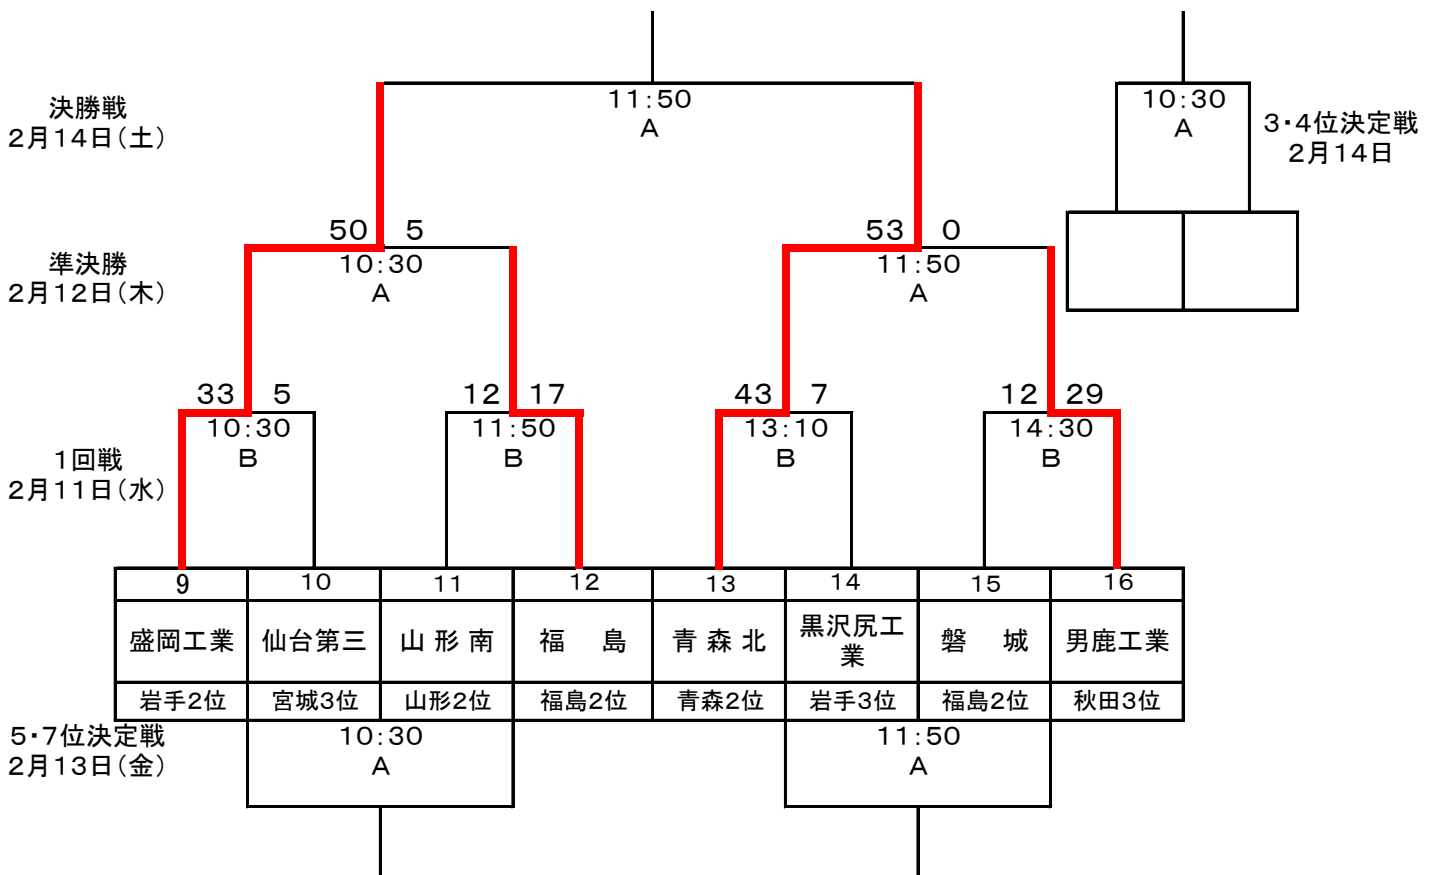 11:50
A
10:30
A
決勝戦
2月14日(土)
3・4位決定戦
2月14日
50 5
53 0
10:30
A
11:50
A
準決勝
2月12日(木)
33 5
12 17
43 7
12 29
10:30
B
11:50
B
13:10
B
14:30
B
1回戦
2月11日(水)
9 10 11 12 13 14 15 16
盛岡工業 仙台第三 山形南 福島 青森北 黒沢尻工
業
磐城 男鹿工業
岩手2位 宮城3位 山形2位 福島2位 青森2位 岩手3位 福島2位 秋田3位
5・7位決定戦
2月13日(金)
10:30
A
11:50
A